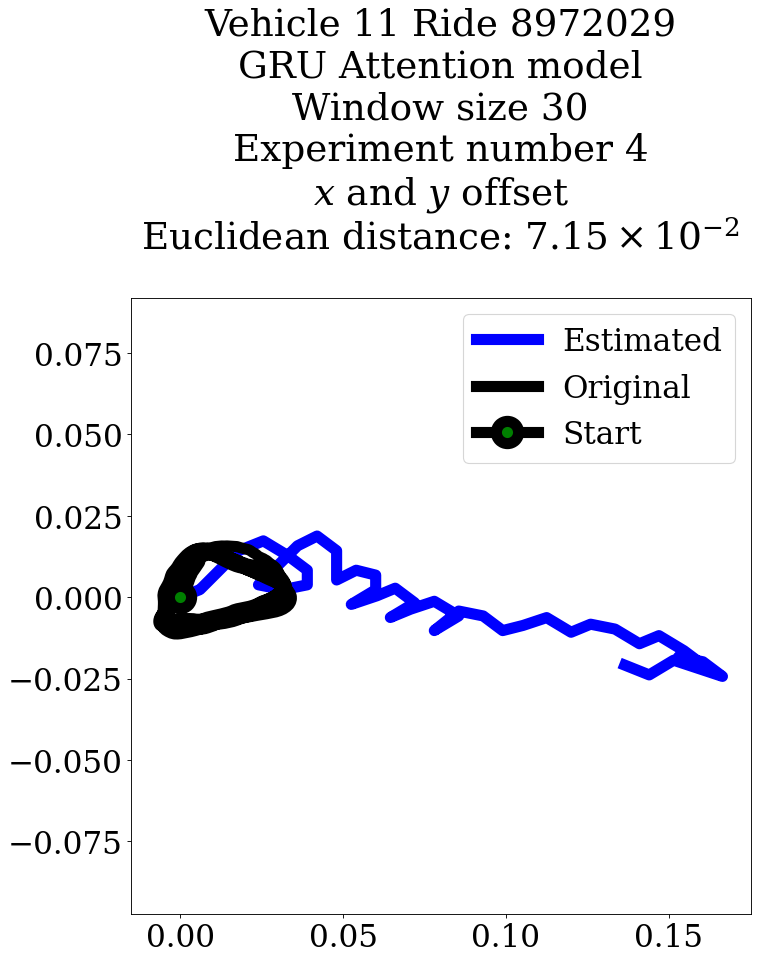 Vehicle 11 Ride 8972029
GRU Attention model
Window size 30
Experiment number 4
x and y offset
Euclidean distance: 7.15 × 10⁻²
Estimated
Original
Start
0.075
0.050
0.025
0.000
−0.025
−0.050
−0.075
0.00 0.05 0.10 0.15